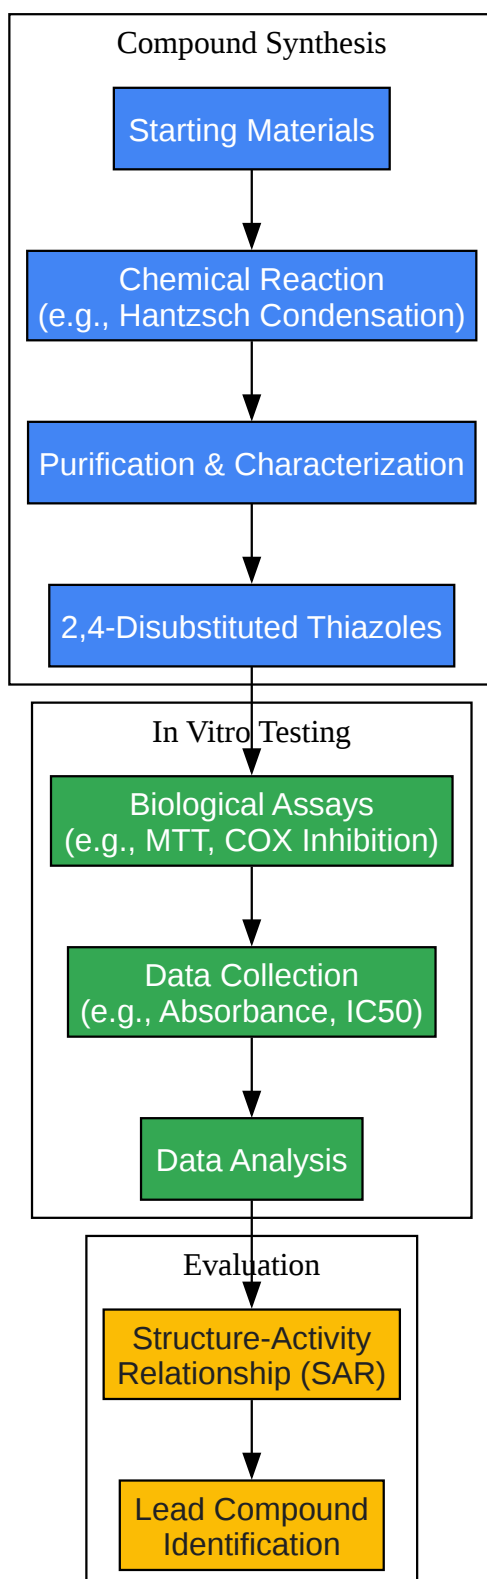 Compound Synthesis
Starting Materials
Chemical Reaction
(e.g., Hantzsch Condensation)
Purification & Characterization
2,4-Disubstituted Thiazoles
In Vitro Testing
Biological Assays
(e.g., MTT, COX Inhibition)
Data Collection
(e.g., Absorbance, IC50)
Data Analysis
Evaluation
Structure-Activity
Relationship (SAR)
Lead Compound
Identification